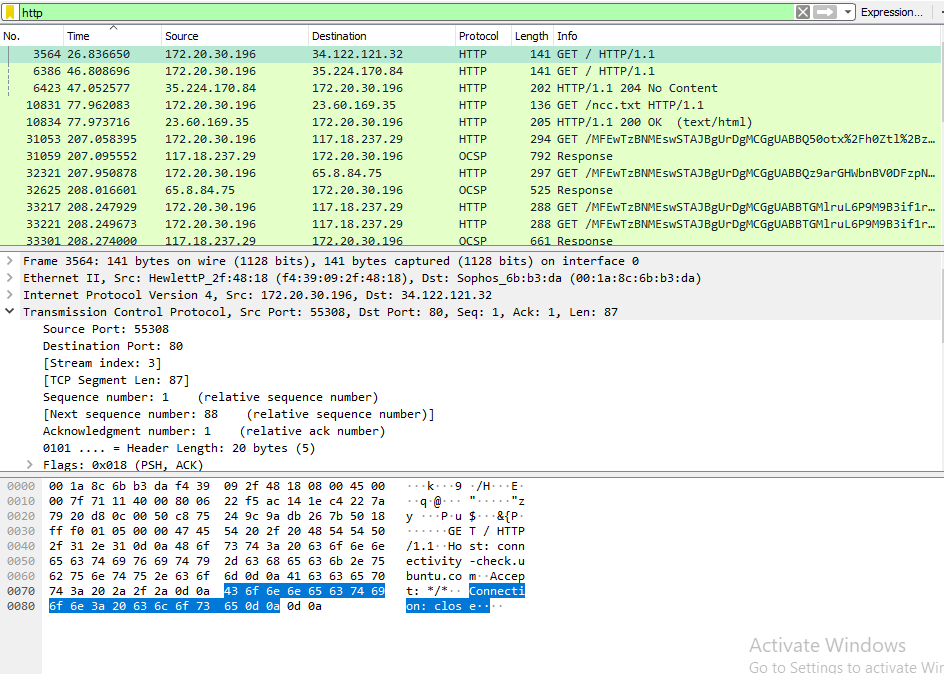 http Expression...
No. Time Source Destination Protocol Length Info
3564 26.836650 172.20.30.196 34.122.121.32 HTTP 141 GET / HTTP/1.1
6386 46.808696 172.20.30.196 35.224.170.84 HTTP 141 GET / HTTP/1.1
6423 47.052577 35.224.170.84 172.20.30.196 HTTP 202 HTTP/1.1 204 No Content
10831 77.962083 172.20.30.196 23.60.169.35 HTTP 136 GET /ncc.txt HTTP/1.1
10834 77.973716 23.60.169.35 172.20.30.196 HTTP 205 HTTP/1.1 200 OK (text/html)
31053 207.058395 172.20.30.196 117.18.237.29 HTTP 294 GET /MFEwTzBNMEswSTAJBgUrDgMCGgUABBQ50otx%2Fh0Ztl%2Bz…
31059 207.095552 117.18.237.29 172.20.30.196 OCSP 792 Response
32321 207.950878 172.20.30.196 65.8.84.75 HTTP 297 GET /MFEwTzBNMEswSTAJBgUrDgMCGgUABBQz9arGHWbnBV0DFzpN…
32625 208.016601 65.8.84.75 172.20.30.196 OCSP 525 Response
33217 208.247929 172.20.30.196 117.18.237.29 HTTP 288 GET /MFEwTzBNMEswSTAJBgUrDgMCGgUABBTGMlruL6P9M9B3if1r…
33221 208.249673 172.20.30.196 117.18.237.29 HTTP 288 GET /MFEwTzBNMEswSTAJBgUrDgMCGgUABBTGMlruL6P9M9B3if1r…
33301 208.274000 117.18.237.29 172.20.30.196 OCSP 661 Response
Frame 3564: 141 bytes on wire (1128 bits), 141 bytes captured (1128 bits) on interface 0
Ethernet II, Src: HewlettP_2f:48:18 (f4:39:09:2f:48:18), Dst: Sophos_6b:b3:da (00:1a:8c:6b:b3:da)
Internet Protocol Version 4, Src: 172.20.30.196, Dst: 34.122.121.32
Transmission Control Protocol, Src Port: 55308, Dst Port: 80, Seq: 1, Ack: 1, Len: 87
Source Port: 55308
Destination Port: 80
[Stream index: 3]
[TCP Segment Len: 87]
Sequence number: 1 (relative sequence number)
[Next sequence number: 88 (relative sequence number)]
Acknowledgment number: 1 (relative ack number)
0101 .... = Header Length: 20 bytes (5)
Flags: 0x018 (PSH, ACK)
0000 00 1a 8c 6b b3 da f4 39 09 2f 48 18 08 00 45 00 ···k···9 ·/H···E·
0010 00 7f 71 11 40 00 80 06 22 f5 ac 14 1e c4 22 7a ··q·@··· "·····"z
0020 79 20 d8 0c 00 50 c8 75 24 9c 9a db 26 7b 50 18 y ···P·u $···&{P·
0030 ff f0 01 05 00 00 47 45 54 20 2f 20 48 54 54 50 ······GE T / HTTP
0040 2f 31 2e 31 0d 0a 48 6f 73 74 3a 20 63 6f 6e 6e /1.1··Ho st: conn
0050 65 63 74 69 76 69 74 79 2d 63 68 65 63 6b 2e 75 ectivity -check.u
0060 62 75 6e 74 75 2e 63 6f 6d 0d 0a 41 63 63 65 70 buntu.co m··Accep
0070 74 3a 20 2a 2f 2a 0d 0a 43 6f 6e 6e 65 63 74 69 t: */*·· Connecti
0080 6f 6e 3a 20 63 6c 6f 73 65 0d 0a 0d 0a on: clos e····
Activate Windows
Go to Settings to activate Win